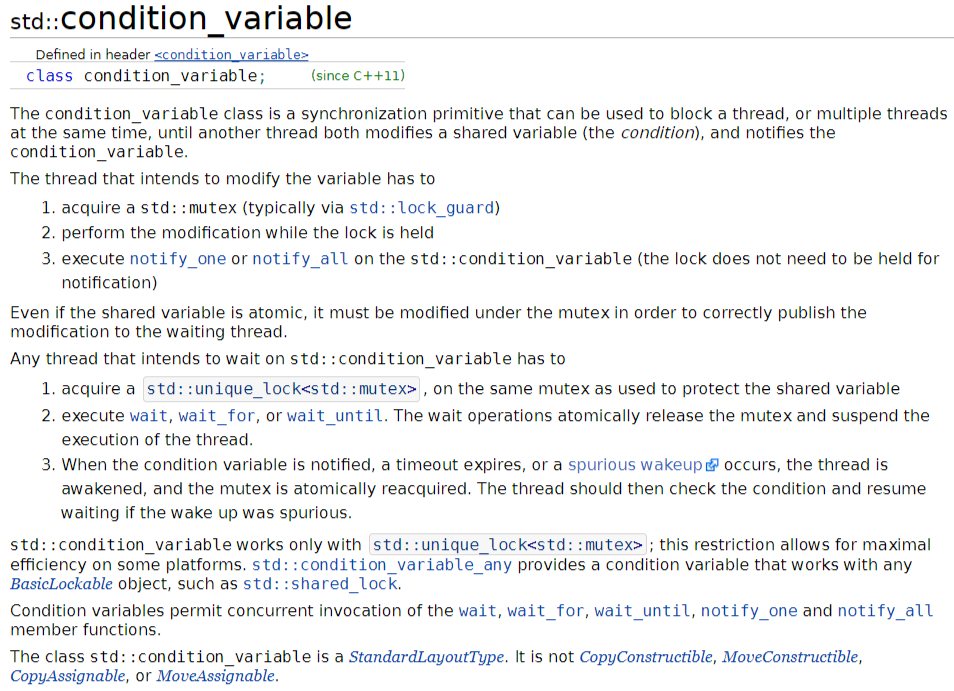 std::condition_variable
Defined in header <condition_variable>
class condition_variable; (since C++11)
The condition_variable class is a synchronization primitive that can be used to block a thread, or multiple threads
at the same time, until another thread both modifies a shared variable (the condition), and notifies the
condition_variable.
The thread that intends to modify the variable has to
1. acquire a std::mutex (typically via std::lock_guard)
2. perform the modification while the lock is held
3. execute notify_one or notify_all on the std::condition_variable (the lock does not need to be held for
notification)
Even if the shared variable is atomic, it must be modified under the mutex in order to correctly publish the
modification to the waiting thread.
Any thread that intends to wait on std::condition_variable has to
1. acquire a std::unique_lock<std::mutex>, on the same mutex as used to protect the shared variable
2. execute wait, wait_for, or wait_until. The wait operations atomically release the mutex and suspend the
execution of the thread.
3. When the condition variable is notified, a timeout expires, or a spurious wakeup occurs, the thread is
awakened, and the mutex is atomically reacquired. The thread should then check the condition and resume
waiting if the wake up was spurious.
std::condition_variable works only with std::unique_lock<std::mutex>; this restriction allows for maximal
efficiency on some platforms. std::condition_variable_any provides a condition variable that works with any
BasicLockable object, such as std::shared_lock.
Condition variables permit concurrent invocation of the wait, wait_for, wait_until, notify_one and notify_all
member functions.
The class std::condition_variable is a StandardLayoutType. It is not CopyConstructible, MoveConstructible,
CopyAssignable, or MoveAssignable.